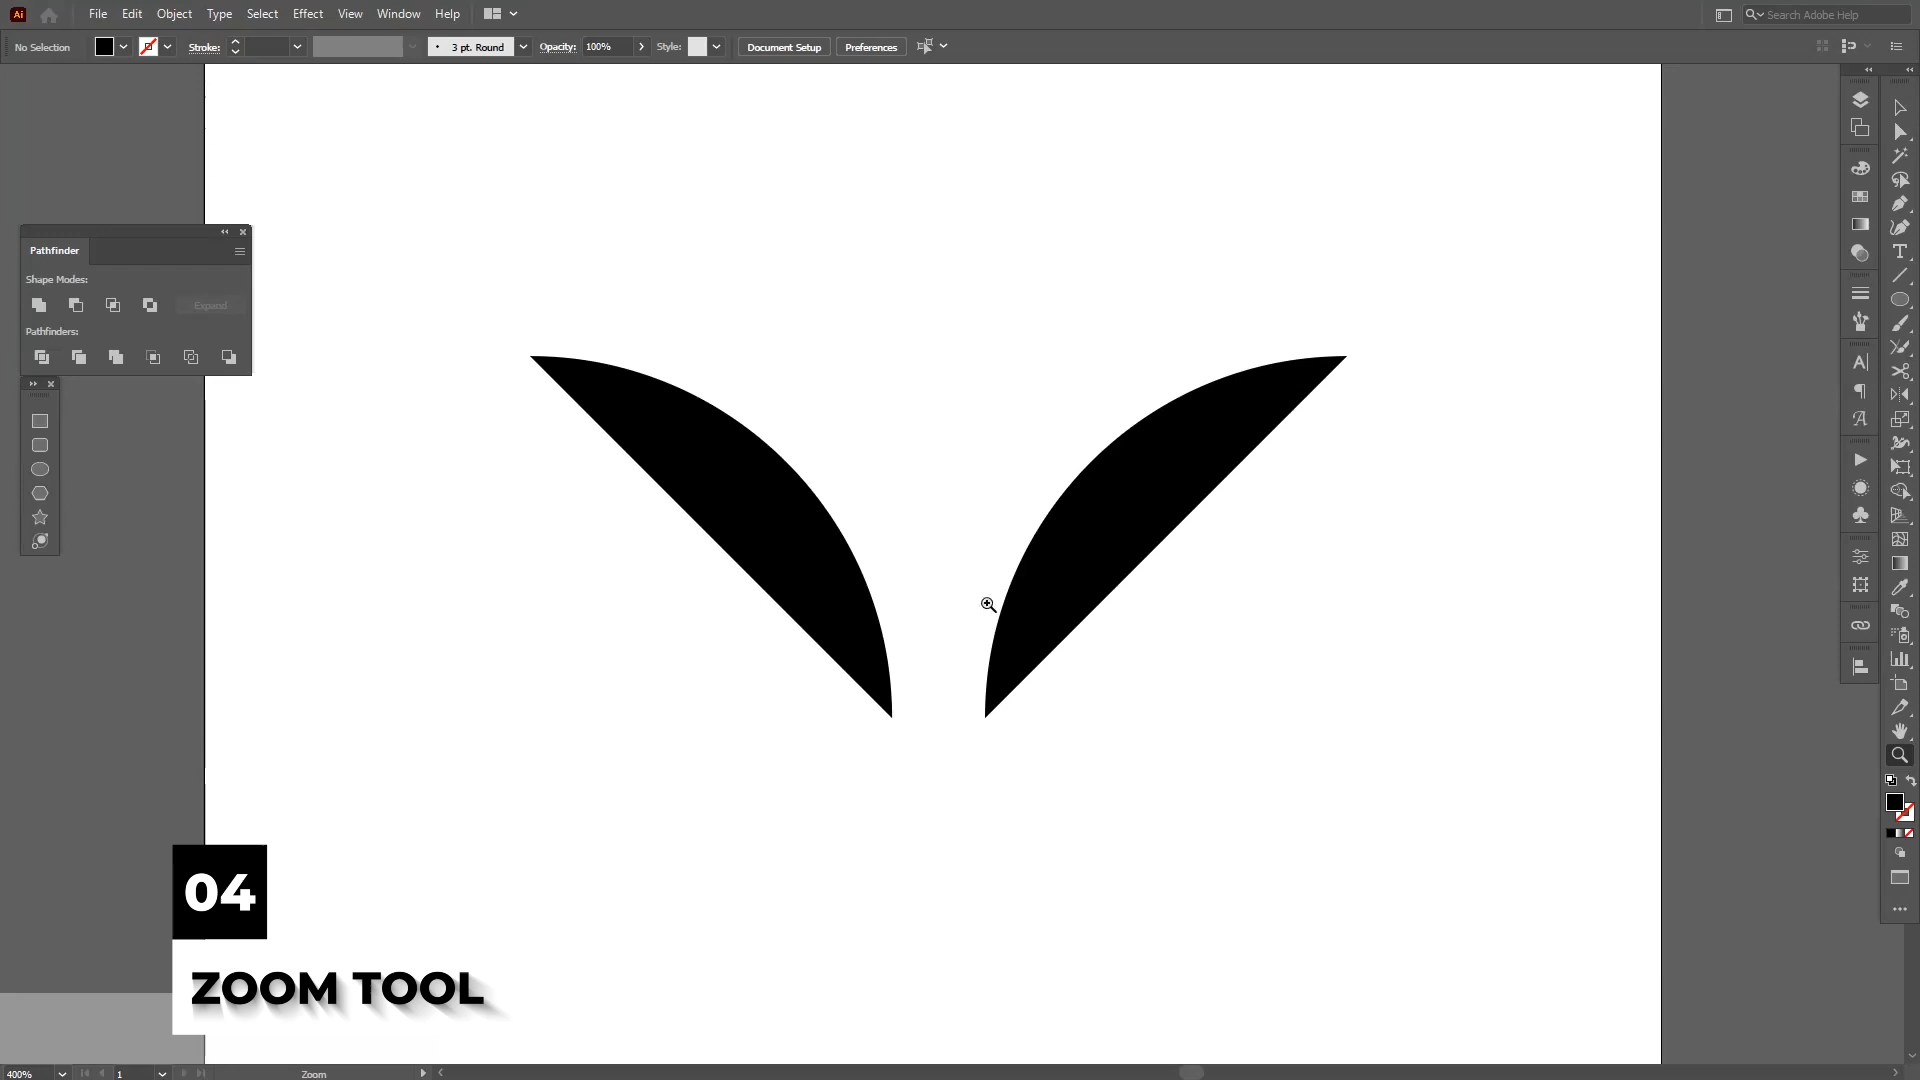 Ai File Edit Object Type Select Effect View Window Help Search Adobe Help
No Selection Stroke: 3 pt. Round Opacity: 100% Style: Document Setup Preferences
Pathfinder
Shape Modes:
Expand
Pathfinders:
04
ZOOM TOOL
400% 1 Zoom